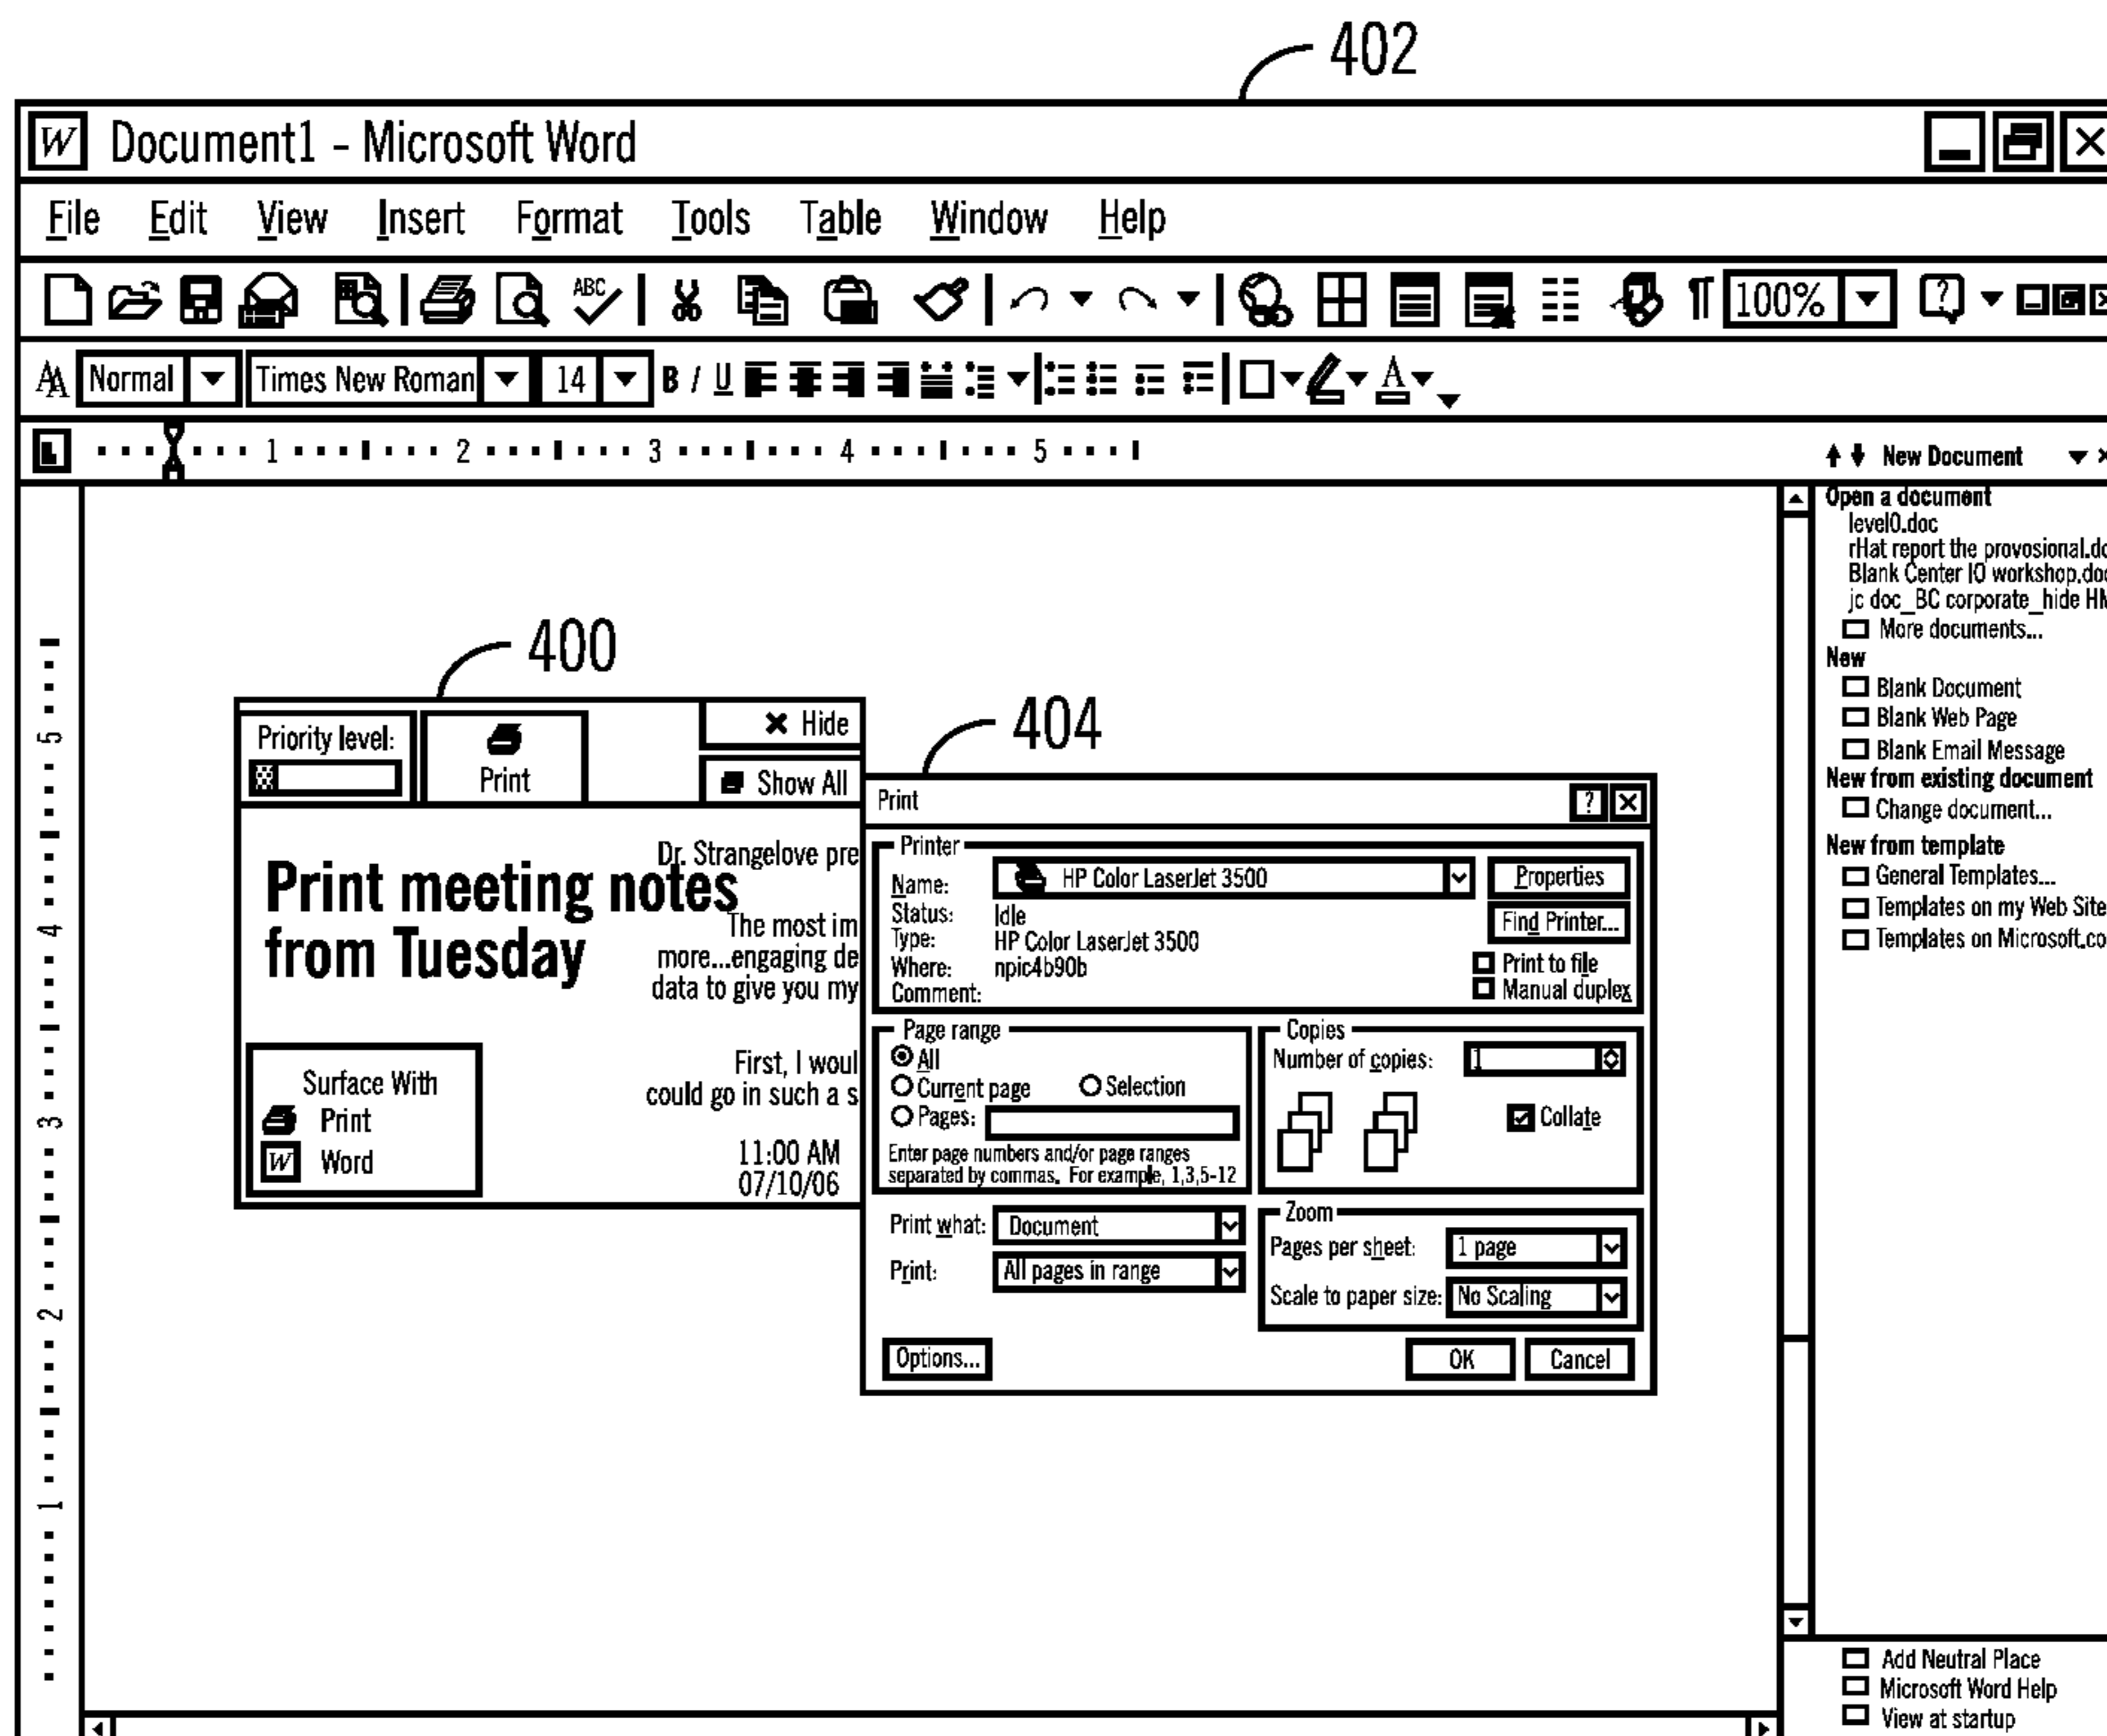 402
W Document1 - Microsoft Word
File Edit View Insert Format Tools Table Window Help
ABC 100% ?
AA Normal Times New Roman 14 B I U A
L 1 2 3 4 5
New Document
Open a document
level0.doc
rHat report the provosional.do
Blank Center IO workshop.doc
jc doc_BC corporate_hide
More documents...
New
Blank Document
Blank Web Page
Blank Email Message
New from existing document
Change document...
New from template
General Templates...
Templates on my Web Site
Templates on Microsoft.co
5
4
3
2
1
400
Priority level:
Print
Hide
Show All
Print meeting notes
from Tuesday
Dr. Strangelove pre
The most im
more...engaging de
data to give you my
First, I woul
could go in such a s
11:00 AM
07/10/06
Surface With
Print
W Word
404
Print ?
Printer
Name: HP Color LaserJet 3500 Properties
Status: Idle Find Printer...
Type: HP Color LaserJet 3500
Where: npic4b90b Print to file
Comment: Manual duplex
Page range
All
Current page Selection
Pages:
Enter page numbers and/or page ranges
separated by commas. For example, 1,3,5-12
Copies
Number of copies: 1
Collate
Print what: Document
Print: All pages in range
Zoom
Pages per sheet: 1 page
Scale to paper size: No Scaling
Options... OK Cancel
Add Neutral Place
Microsoft Word Help
View at startup